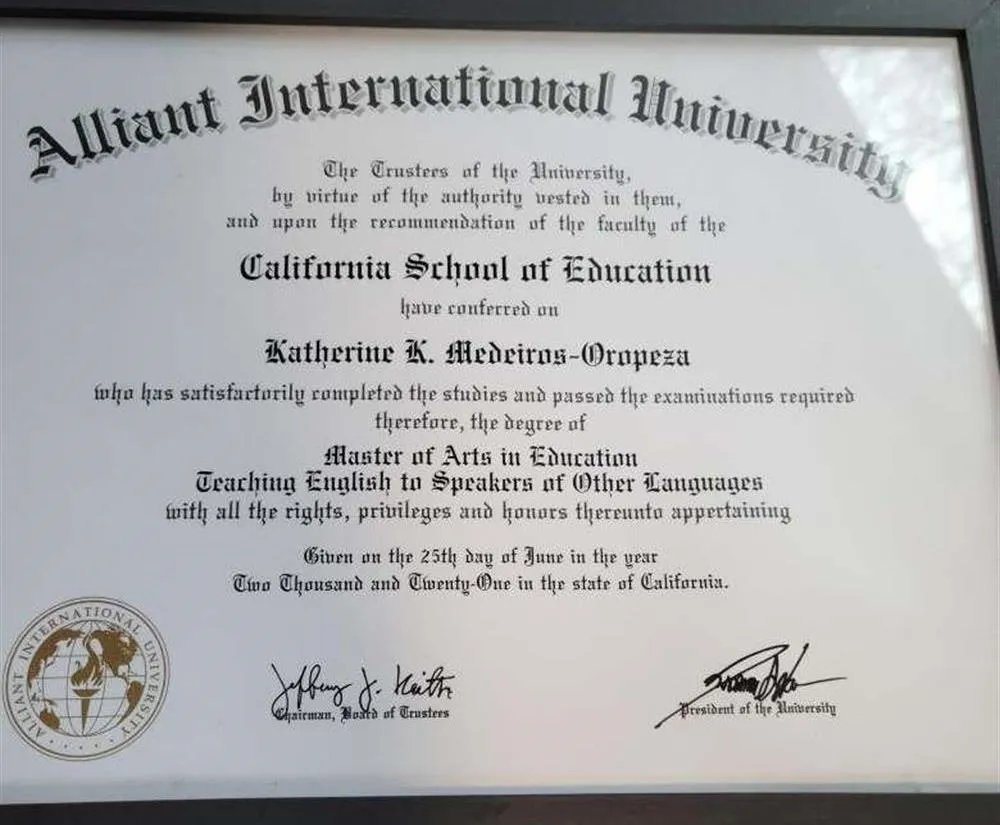 Alliant International University
The Trustees of the University,
by virtue of the authority vested in them,
and upon the recommendation of the faculty of the
California School of Education
have conferred on
Katherine K. Medeiros-Oropeza
who has satisfactorily completed the studies and passed the examinations required
therefore, the degree of
Master of Arts in Education
Teaching English to Speakers of Other Languages
with all the rights, privileges and honors thereunto appertaining
Given on the 25th day of June in the year
Two Thousand and Twenty-One in the state of California.
ALLIANT INTERNATIONAL UNIVERSITY
Jeffrey J. Keith
Chairman, Board of Trustees
President of the University